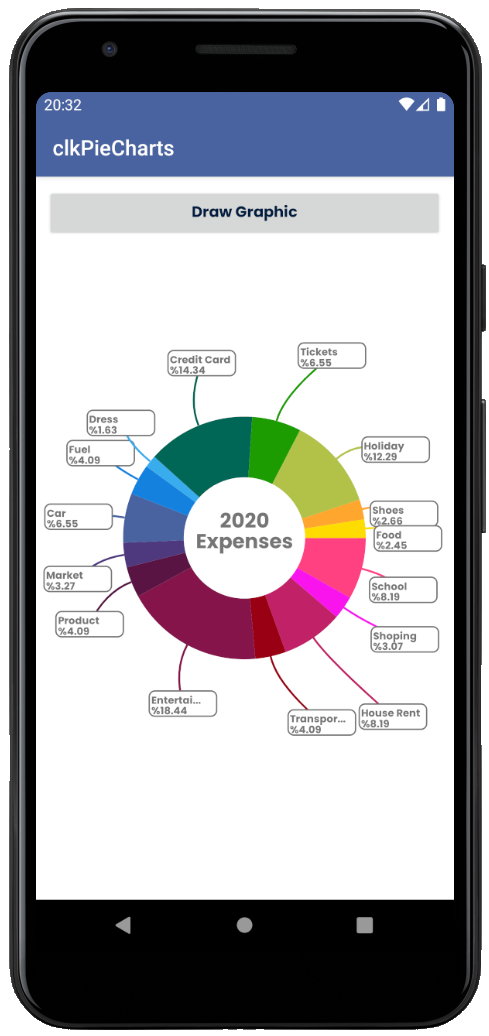 20:32
clkPieCharts
Draw Graphic
Tickets
%6.55
Credit Card
%14.34
Dress
%1.63
Holiday
%12.29
Fuel
%4.09
Car
%6.55
Shoes
%2.66
2020
Expenses
Food
%2.45
Market
%3.27
School
%8.19
Product
%4.09
Shoping
%3.07
Entertai...
%18.44
Transpor...
%4.09
House Rent
%8.19